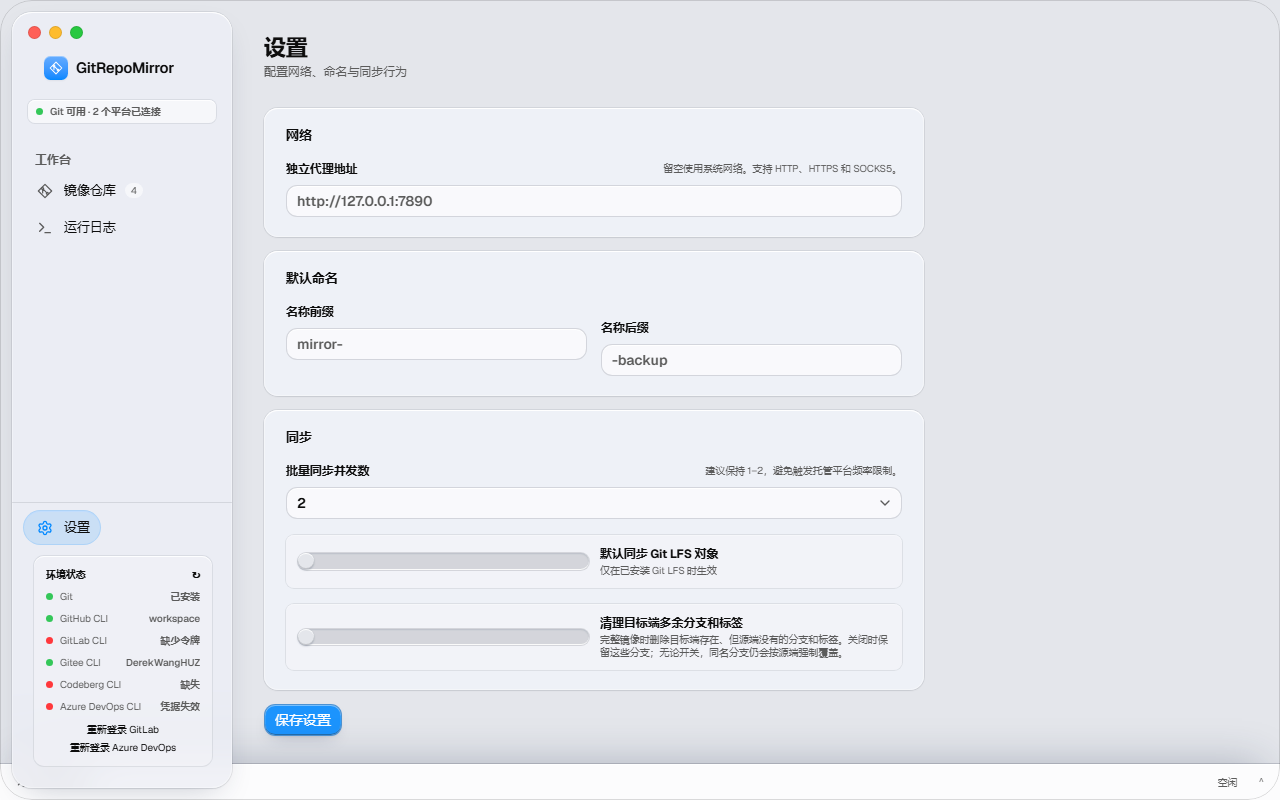 GitRepoMirror
Git 可用 · 2 个平台已连接
工作台
镜像仓库 4
运行日志
设置
环境状态 ↻
Git 已安装
GitHub CLI workspace
GitLab CLI 缺少令牌
Gitee CLI DerekWangHUZ
Codeberg CLI 缺失
Azure DevOps CLI 凭据失效
重新登录 GitLab
重新登录 Azure DevOps
设置
配置网络、命名与同步行为
网络
独立代理地址 留空使用系统网络。支持 HTTP、HTTPS 和 SOCKS5。
http://127.0.0.1:7890
默认命名
名称前缀
mirror-
名称后缀
-backup
同步
批量同步并发数 建议保持 1–2，避免触发托管平台频率限制。
2
默认同步 Git LFS 对象
仅在已安装 Git LFS 时生效
清理目标端多余分支和标签
完整镜像时删除目标端存在、但源端没有的分支和标签。关闭时保
留这些分支；无论开关，同名分支仍会按源端强制覆盖。
保存设置
空闲 ^